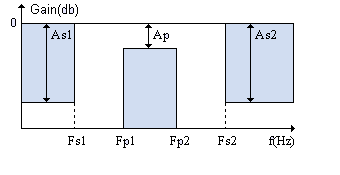 Gain(db)
0
As1 Ap As2
Fs1 Fp1 Fp2 Fs2 f(Hz)